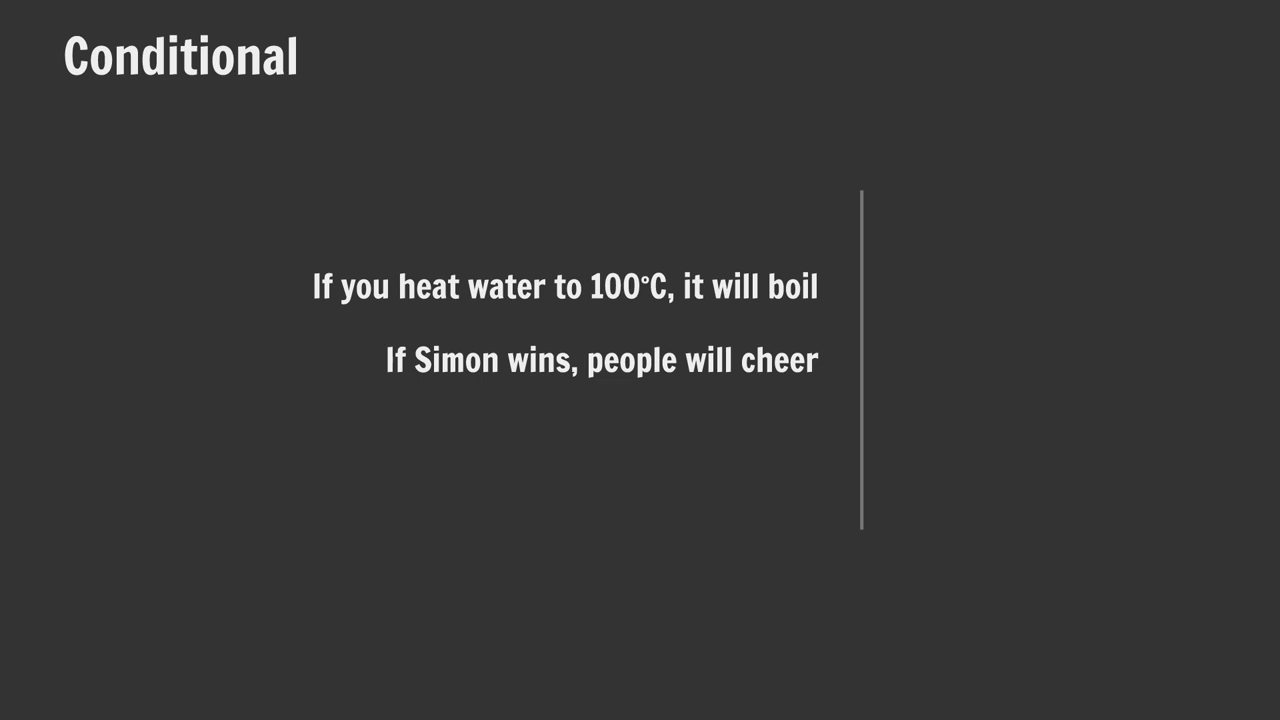 Conditional
If you heat water to 100°C, it will boil
If Simon wins, people will cheer